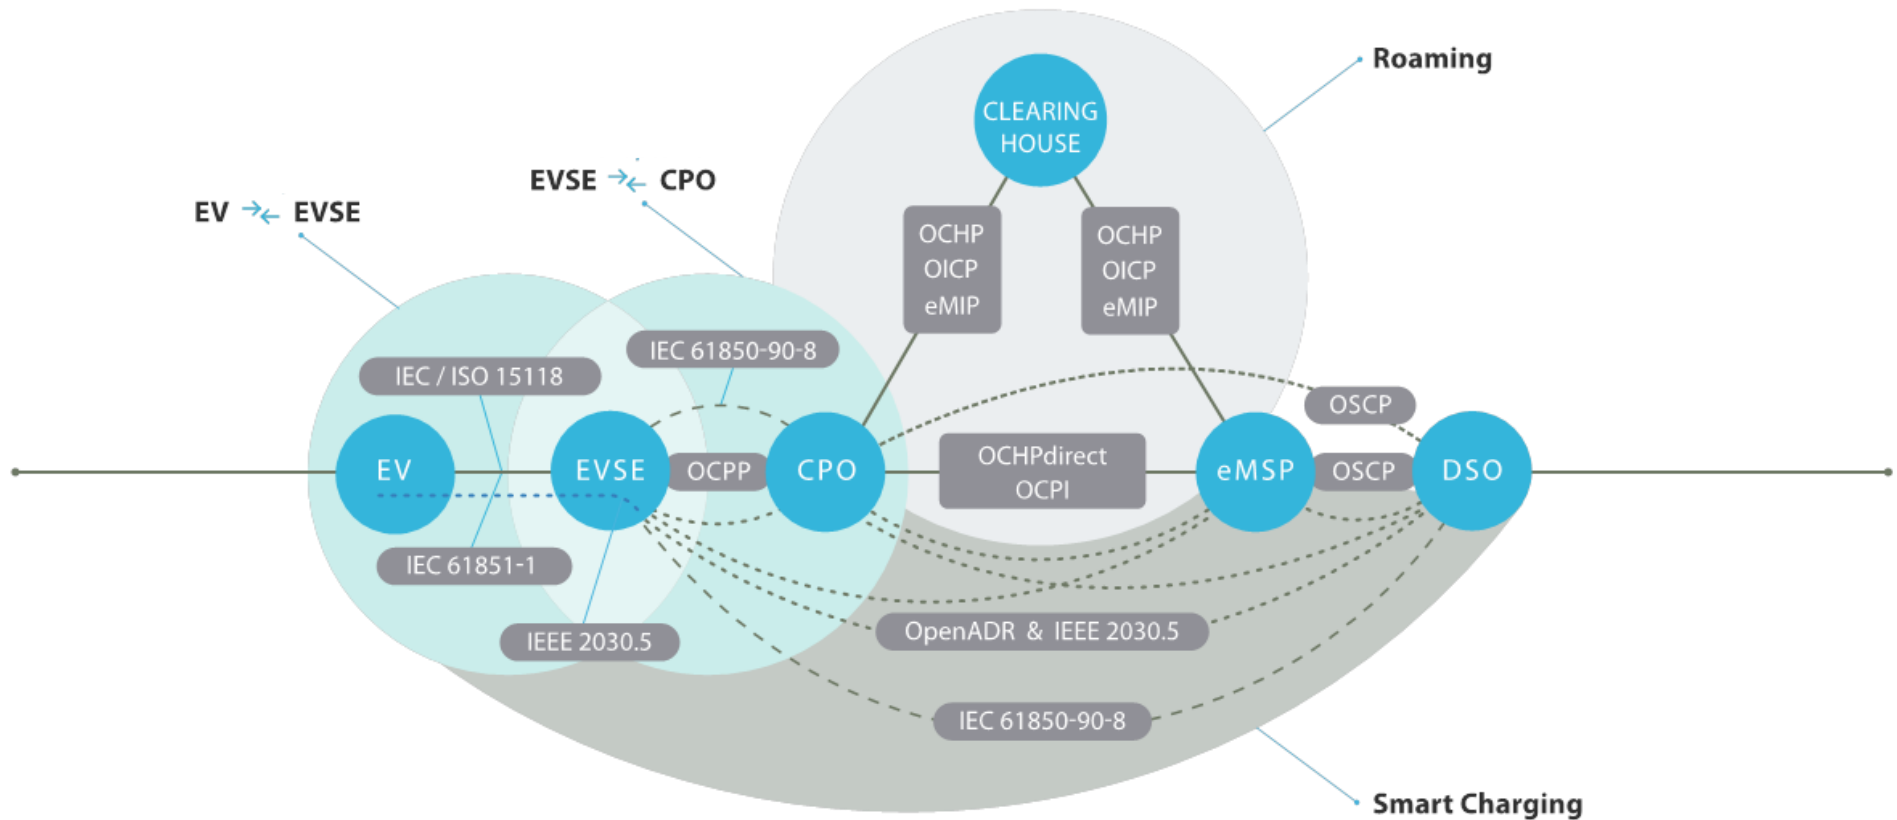 Roaming
CLEARING
HOUSE
EVSE CPO
EV EVSE
OCHP
OICP
eMIP
OCHP
OICP
eMIP
IEC 61850-90-8
IEC / ISO 15118
OSCP
EV
EVSE
OCPP
CPO
OCHPdirect
OCPI
eMSP
OSCP
DSO
IEC 61851-1
IEEE 2030.5
OpenADR & IEEE 2030.5
IEC 61850-90-8
Smart Charging